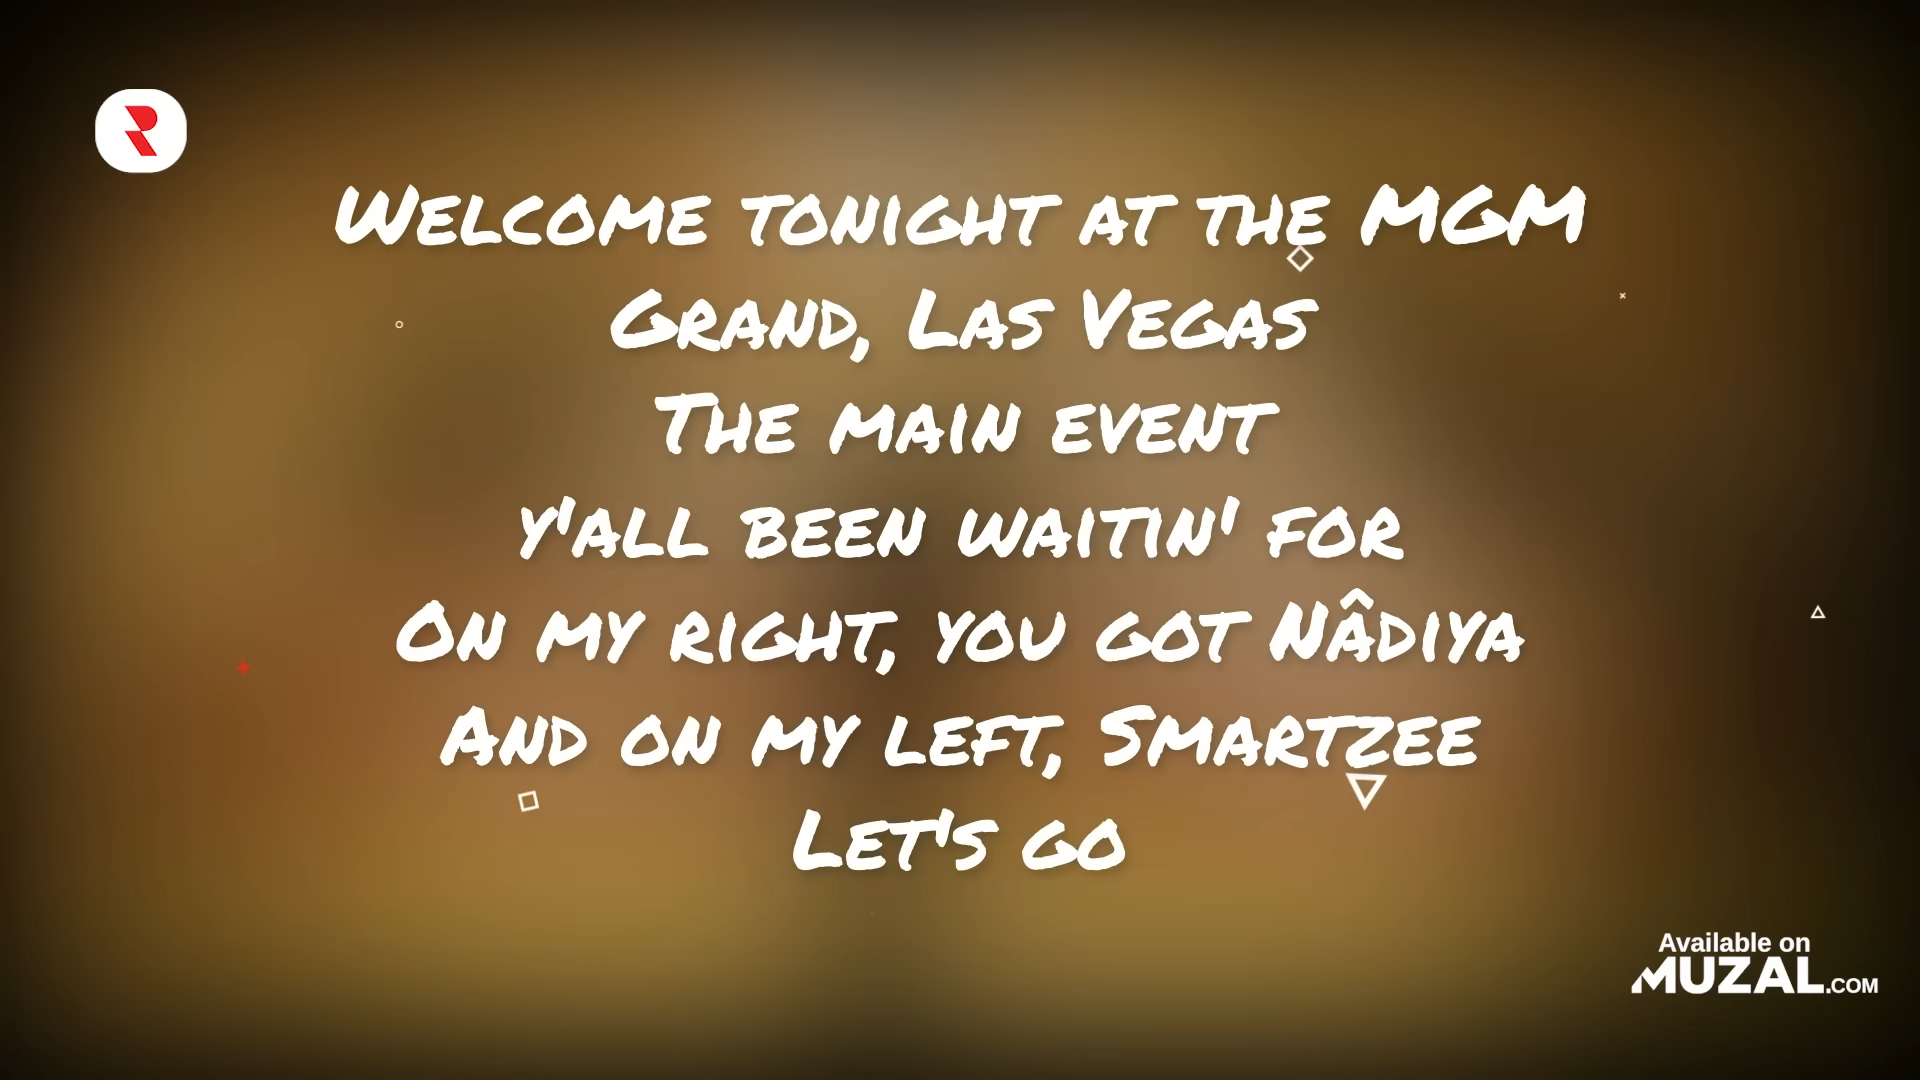 R
Welcome tonight at the MGM
Grand, Las Vegas
The main event
y'all been waitin' for
On my right, you got Nâdiya
And on my left, Smartzee
Let's go
Available on
MUZAL.COM